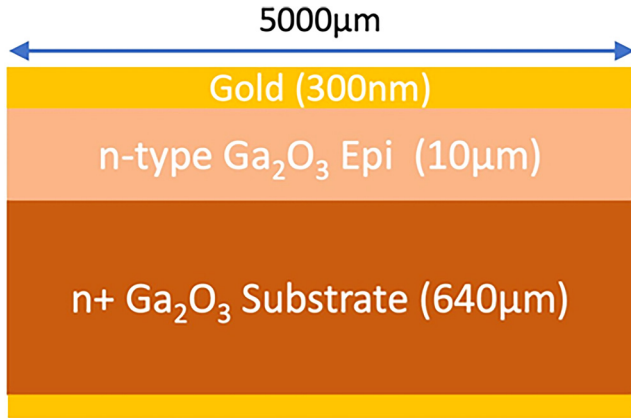 5000μm
Gold (300nm)
n-type Ga₂O₃ Epi (10μm)
n+ Ga₂O₃ Substrate (640μm)